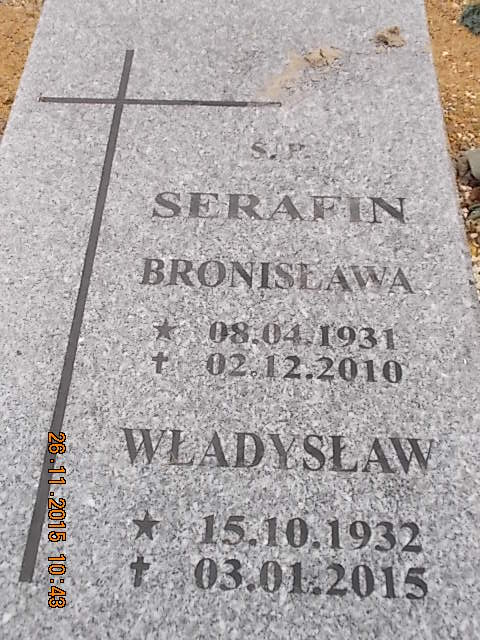 Ś.P.
SERAFIN
BRONISŁAWA
★ 08.04.1931
✝ 02.12.2010
WŁADYSŁAW
★ 15.10.1932
✝ 03.01.2015
26.11.2015 10:43